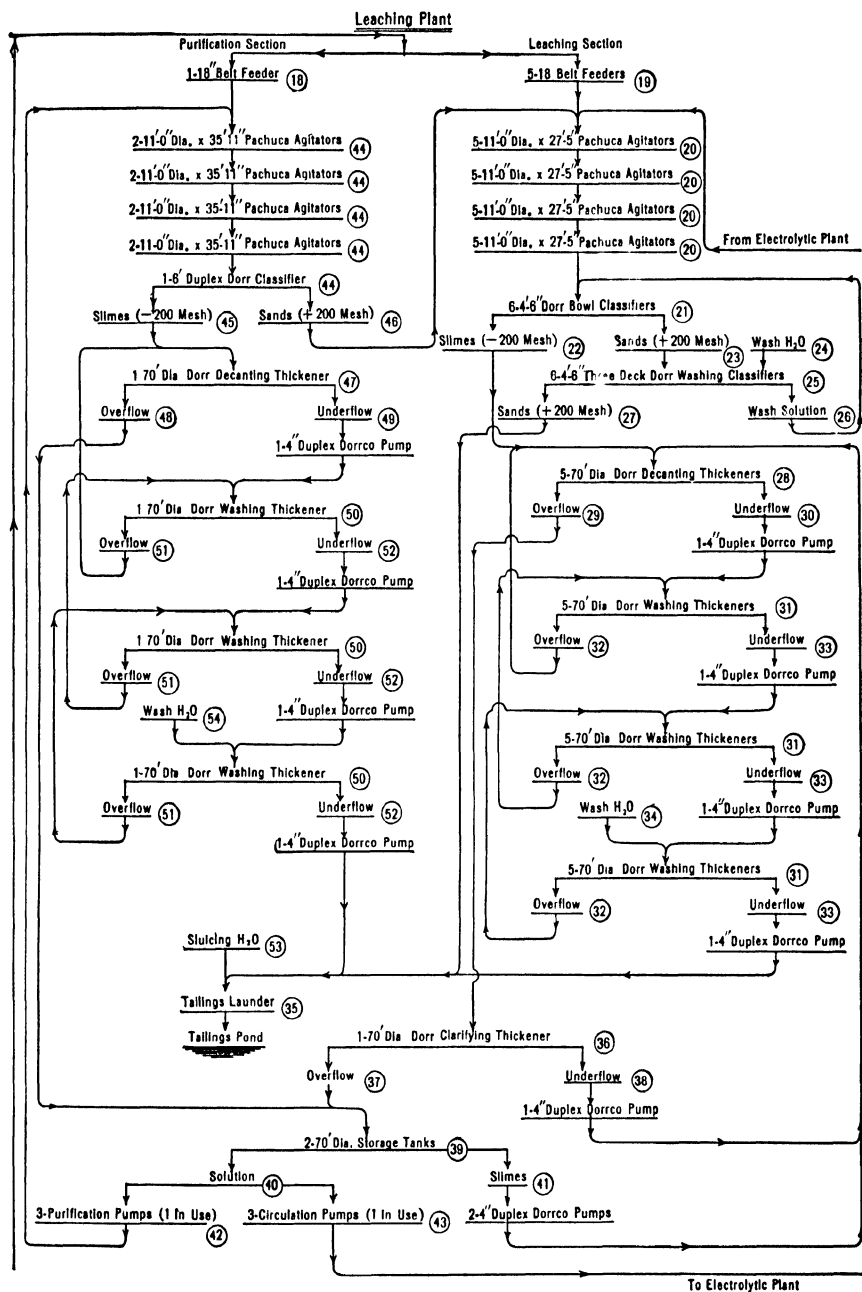 Leaching Plant
Purification Section
Leaching Section
1-18" Belt Feeder 18
5-18 Belt Feeders 19
2-11'-0" Dia. x 35'11" Pachuca Agitators 44
5-11'-0" Dia. x 27'-5" Pachuca Agitators 20
2-11'-0" Dia. x 35'11" Pachuca Agitators 44
5-11'-0" Dia. x 27'-5" Pachuca Agitators 20
2-11'-0" Dia. x 35'-11" Pachuca Agitators 44
5-11'-0" Dia. x 27'-5" Pachuca Agitators 20
2-11-0" Dia. x 35'-11" Pachuca Agitators 44
5-11'-0" Dia. x 27'-5" Pachuca Agitators 20
From Electrolytic Plant
1-6' Duplex Dorr Classifier 44
6-4'-6" Dorr Bowl Classifiers 21
Slimes (-200 Mesh) 45
Sands (+200 Mesh) 46
Slimes (-200 Mesh) 22
Sands (+200 Mesh) 23
Wash H₂O 24
6-4'-6" Three Deck Dorr Washing Classifiers 25
Sands (+200 Mesh) 27
Wash Solution 26
1 70' Dia Dorr Decanting Thickener 47
Overflow 48
Underflow 49
1-4" Duplex Dorrco Pump
1 70' Dia Dorr Washing Thickener 50
Overflow 51
Underflow 52
1-4" Duplex Dorrco Pump
1 70' Dia Dorr Washing Thickener 50
Overflow 51
Underflow 52
Wash H₂O 54
1-4" Duplex Dorrco Pump
1-70' Dia Dorr Washing Thickener 50
Overflow 51
Underflow 52
1-4" Duplex Dorrco Pump
5-70' Dia Dorr Decanting Thickeners 28
Overflow 29
Underflow 30
1-4" Duplex Dorrco Pump
5-70' Dia Dorr Washing Thickeners 31
Overflow 32
Underflow 33
1-4" Duplex Dorrco Pump
5-70' Dia Dorr Washing Thickeners 31
Overflow 32
Underflow 33
Wash H₂O 34
1-4" Duplex Dorrco Pump
5-70' Dia Dorr Washing Thickeners 31
Overflow 32
Underflow 33
1-4" Duplex Dorrco Pump
Sluicing H₂O 53
Tailings Launder 35
Tailings Pond
1-70' Dia Dorr Clarifying Thickener 36
Overflow 37
Underflow 38
1-4" Duplex Dorrco Pump
2-70' Dia. Storage Tanks 39
Solution 40
Slimes 41
3-Purification Pumps (1 In Use) 42
3-Circulation Pumps (1 In Use) 43
2-4" Duplex Dorrco Pumps
To Electrolytic Plant